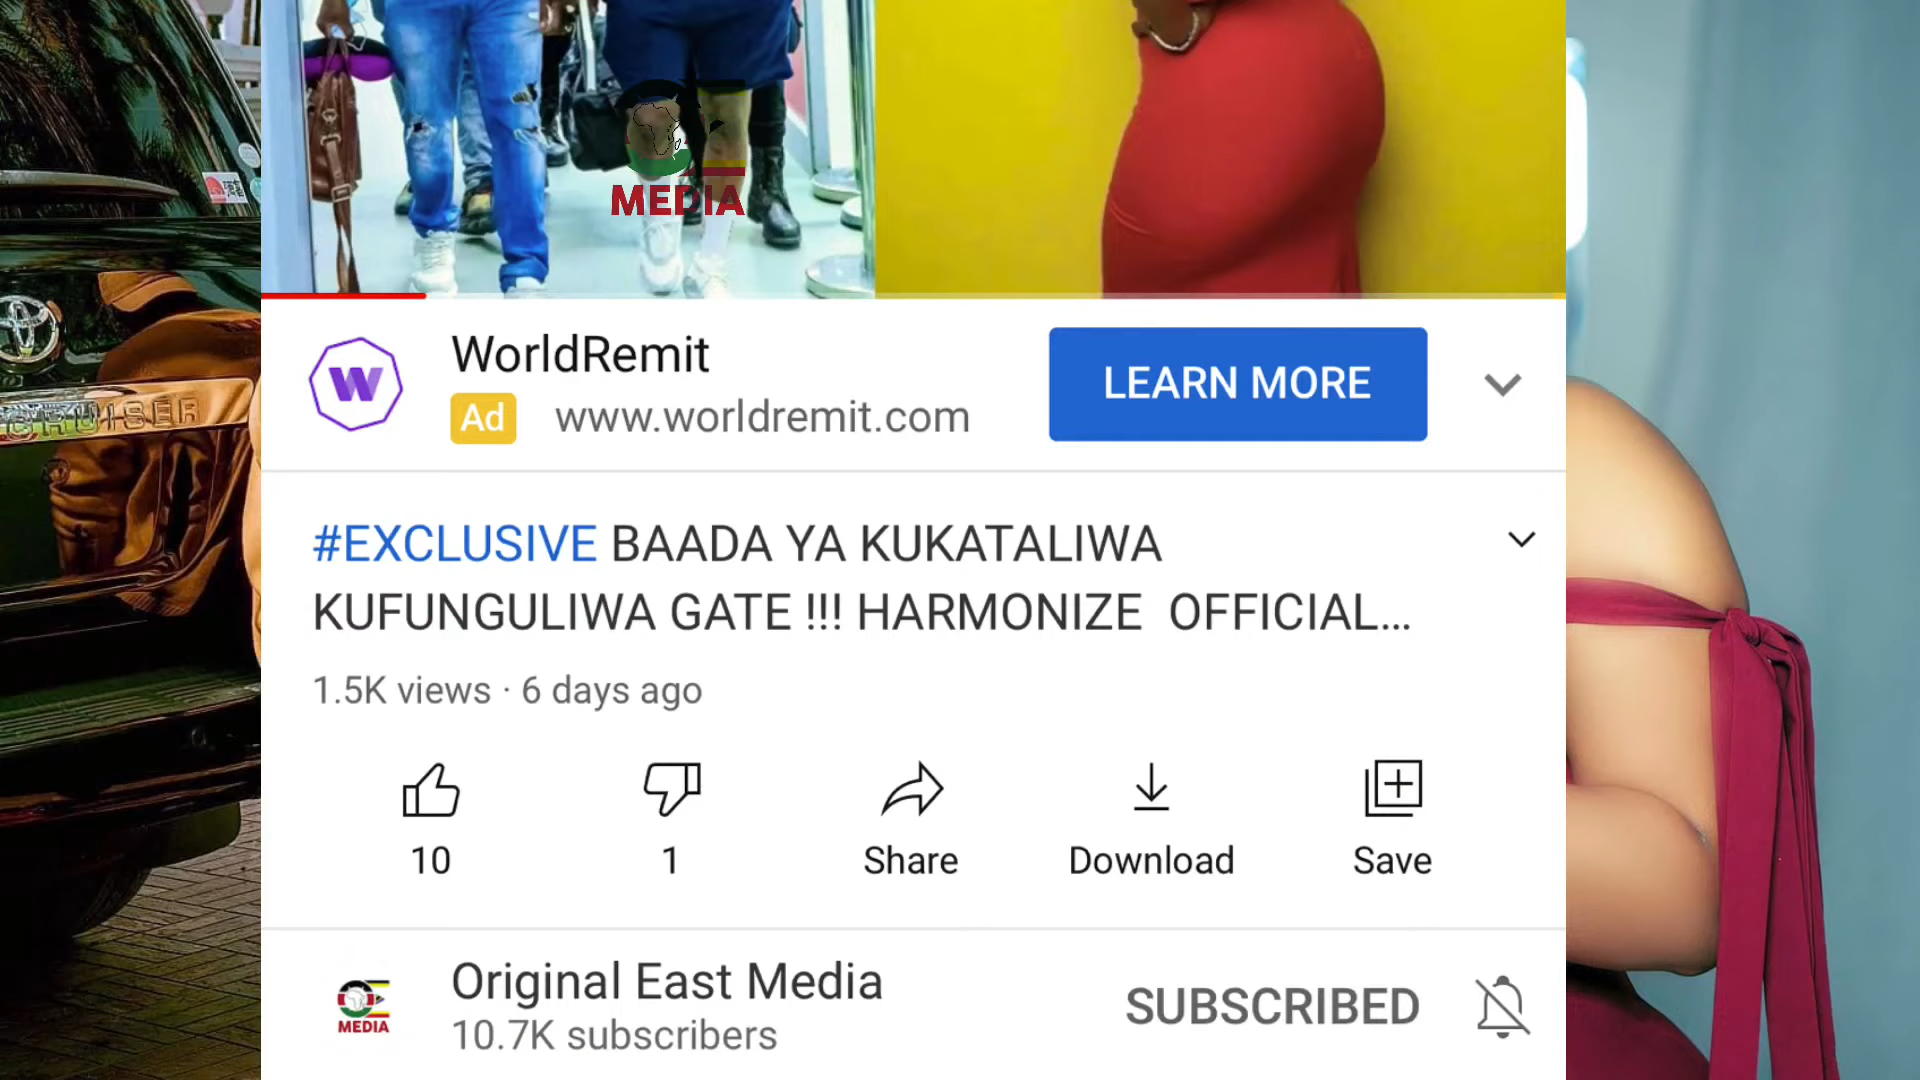 MEDIA
CRUISER
WorldRemit
LEARN MORE
Ad www.worldremit.com
#EXCLUSIVE BAADA YA KUKATALIWA
KUFUNGULIWA GATE !!! HARMONIZE OFFICIAL...
1.5K views · 6 days ago
10
1
Share
Download
Save
MEDIA
Original East Media
10.7K subscribers
SUBSCRIBED